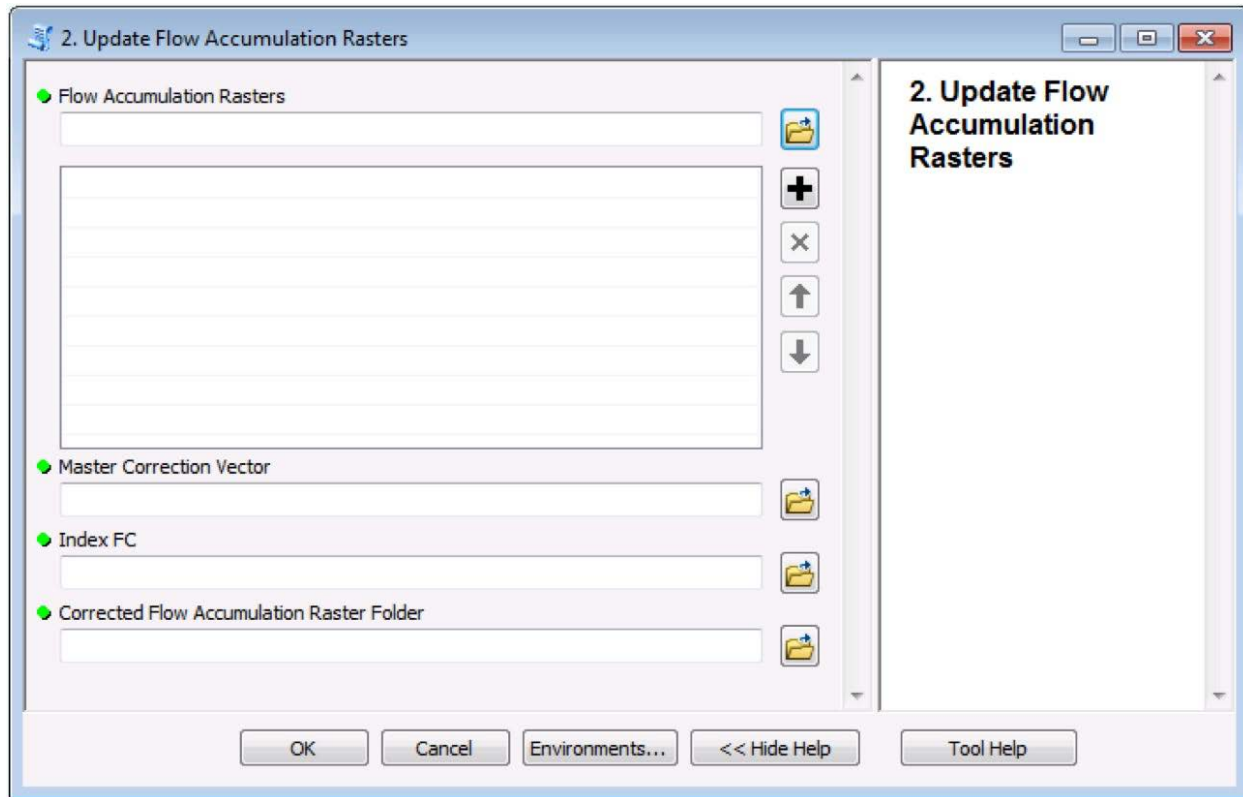 2. Update Flow Accumulation Rasters
Flow Accumulation Rasters
Master Correction Vector
Index FC
Corrected Flow Accumulation Raster Folder
2. Update Flow
Accumulation
Rasters
OK
Cancel
Environments...
<< Hide Help
Tool Help